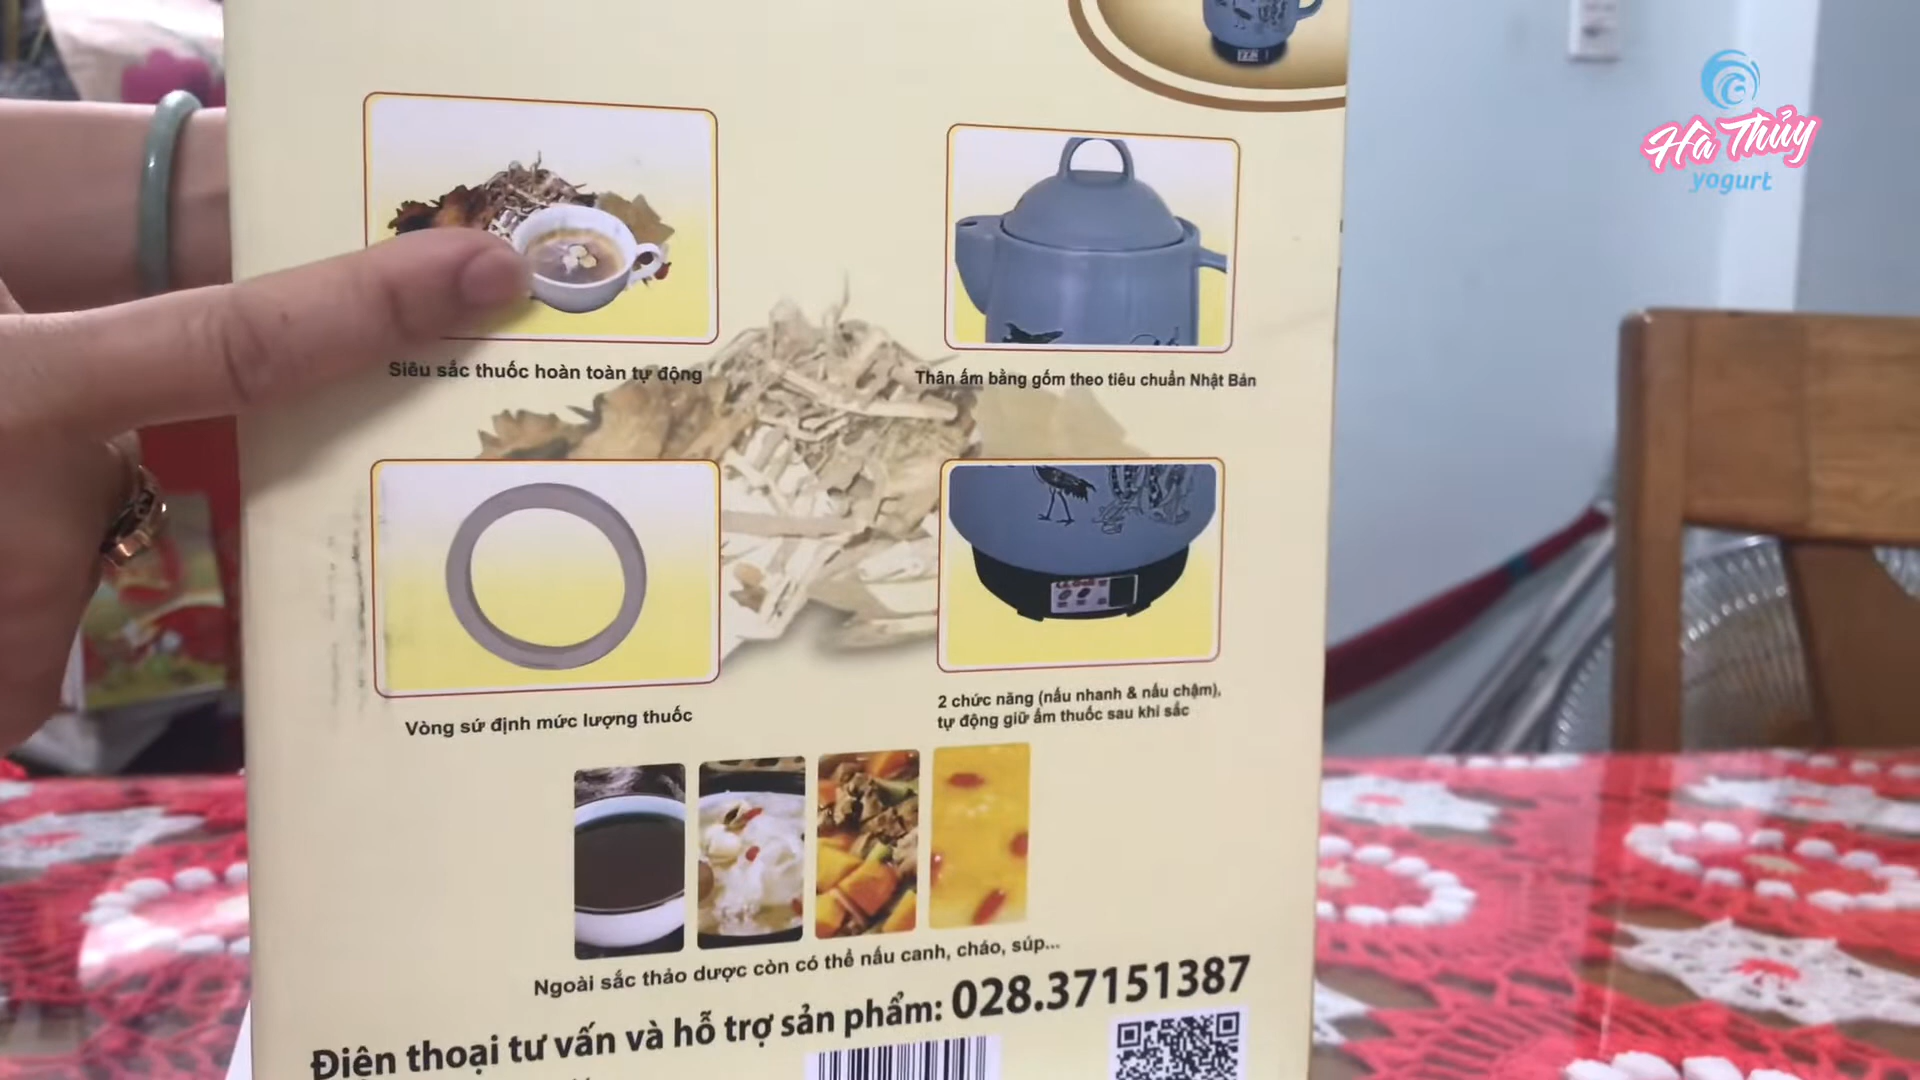 Hà Thủy
yogurt
Siêu sắc thuốc hoàn toàn tự động
Thân ấm bằng gốm theo tiêu chuẩn Nhật Bản
Vòng sứ định mức lượng thuốc
2 chức năng (nấu nhanh & nấu chậm),
tự động giữ ấm thuốc sau khi sắc
Ngoài sắc thảo dược còn có thể nấu canh, cháo, súp...
Điện thoại tư vấn và hỗ trợ sản phẩm: 028.37151387